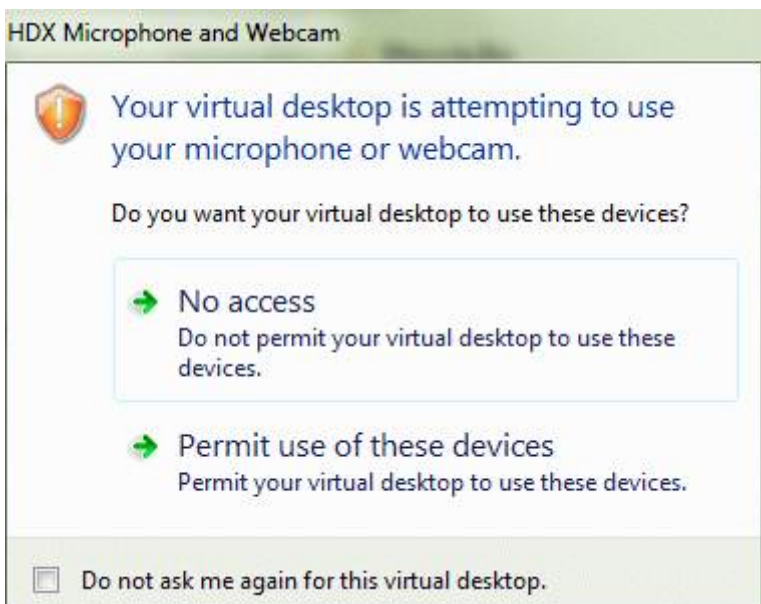 HDX Microphone and Webcam
Your virtual desktop is attempting to use
your microphone or webcam.
Do you want your virtual desktop to use these devices?
No access
Do not permit your virtual desktop to use these
devices.
Permit use of these devices
Permit your virtual desktop to use these devices.
Do not ask me again for this virtual desktop.